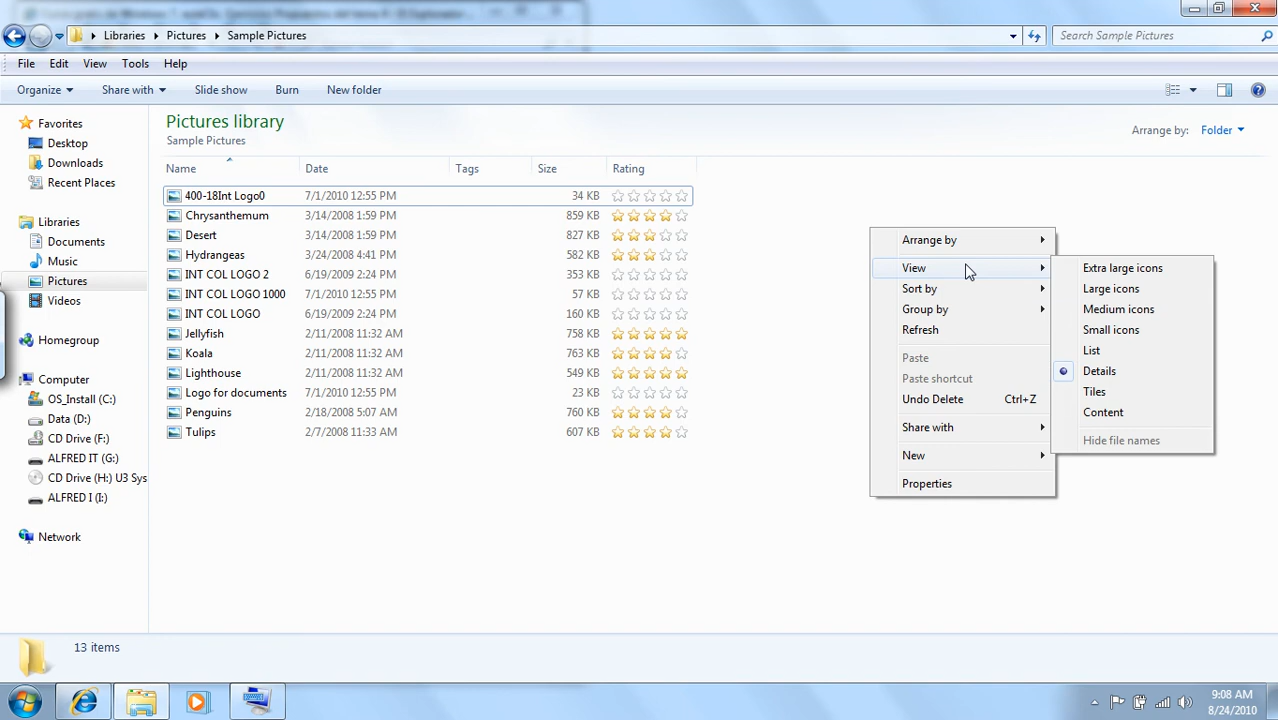 Libraries Pictures Sample Pictures Search Sample Pictures
File Edit View Tools Help
Organize Share with Slide show Burn New folder
Favorites
Desktop
Downloads
Recent Places
Libraries
Documents
Music
Pictures
Videos
Homegroup
Computer
OS_Install (C:)
Data (D:)
CD Drive (F:)
ALFRED IT (G:)
CD Drive (H:) U3 Sys
ALFRED I (I:)
Network
Pictures library
Sample Pictures
Arrange by: Folder
Name Date Tags Size Rating
400-18Int Logo0 7/1/2010 12:55 PM 34 KB
Chrysanthemum 3/14/2008 1:59 PM 859 KB
Desert 3/14/2008 1:59 PM 827 KB
Hydrangeas 3/24/2008 4:41 PM 582 KB
INT COL LOGO 2 6/19/2009 2:24 PM 353 KB
INT COL LOGO 1000 6/19/2009 2:24 PM 57 KB
INT COL LOGO 6/19/2009 2:24 PM 160 KB
Jellyfish 2/11/2008 11:32 AM 758 KB
Koala 2/11/2008 11:32 AM 763 KB
Lighthouse 2/11/2008 11:32 AM 549 KB
Logo for documents 7/1/2010 12:55 PM 23 KB
Penguins 2/18/2008 5:07 AM 760 KB
Tulips 2/7/2008 11:33 AM 607 KB
Arrange by
View
Sort by
Group by
Refresh
Paste
Paste shortcut
Undo Delete Ctrl+Z
Share with
New
Properties
Extra large icons
Large icons
Medium icons
Small icons
List
Details
Tiles
Content
Hide file names
13 items
9:08 AM
8/24/2010